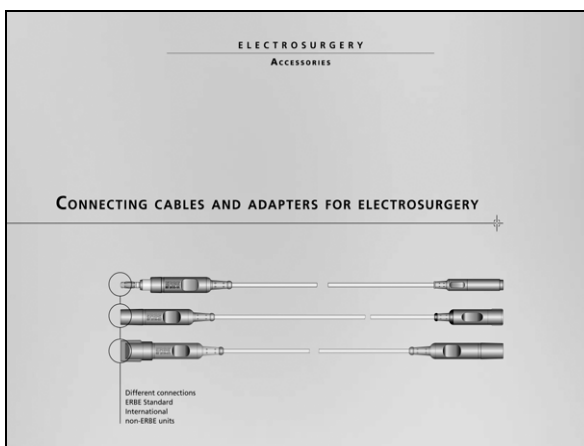 ELECTROSURGERY
ACCESSORIES
CONNECTING CABLES AND ADAPTERS FOR ELECTROSURGERY
Different connections
ERBE Standard
International
non-ERBE units